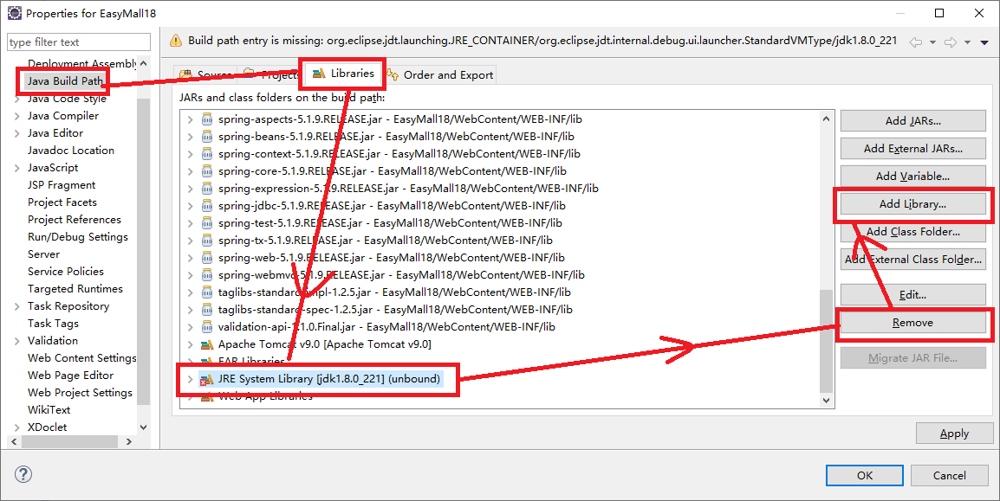 Properties for EasyMall18
type filter text
Build path entry is missing: org.eclipse.jdt.launching.JRE_CONTAINER/org.eclipse.jdt.internal.debug.ui.launcher.StandardVMType/jdk1.8.0_221
Deployment Assembly
Java Build Path
Java Code Style
Java Compiler
Java Editor
Javadoc Location
JavaScript
JSP Fragment
Project Facets
Project References
Run/Debug Settings
Server
Service Policies
Targeted Runtimes
Task Repository
Task Tags
Validation
Web Content Settings
Web Page Editor
Web Project Settings
WikiText
XDoclet
Source
Projects
Libraries
Order and Export
JARs and class folders on the build path:
spring-aspects-5.1.9.RELEASE.jar - EasyMall18/WebContent/WEB-INF/lib
spring-beans-5.1.9.RELEASE.jar - EasyMall18/WebContent/WEB-INF/lib
spring-context-5.1.9.RELEASE.jar - EasyMall18/WebContent/WEB-INF/lib
spring-core-5.1.9.RELEASE.jar - EasyMall18/WebContent/WEB-INF/lib
spring-expression-5.1.9.RELEASE.jar - EasyMall18/WebContent/WEB-INF/lib
spring-jdbc-5.1.9.RELEASE.jar - EasyMall18/WebContent/WEB-INF/lib
spring-test-5.1.9.RELEASE.jar - EasyMall18/WebContent/WEB-INF/lib
spring-tx-5.1.9.RELEASE.jar - EasyMall18/WebContent/WEB-INF/lib
spring-web-5.1.9.RELEASE.jar - EasyMall18/WebContent/WEB-INF/lib
spring-webmvc-5.1.9.RELEASE.jar - EasyMall18/WebContent/WEB-INF/lib
taglibs-standard-impl-1.2.5.jar - EasyMall18/WebContent/WEB-INF/lib
taglibs-standard-spec-1.2.5.jar - EasyMall18/WebContent/WEB-INF/lib
validation-api-1.1.0.Final.jar - EasyMall18/WebContent/WEB-INF/lib
Apache Tomcat v9.0 [Apache Tomcat v9.0]
EAR Libraries
JRE System Library [jdk1.8.0_221] (unbound)
Web App Libraries
Add JARs...
Add External JARs...
Add Variable...
Add Library...
Add Class Folder...
Add External Class Folder...
Edit...
Remove
Migrate JAR File...
Apply
OK
Cancel